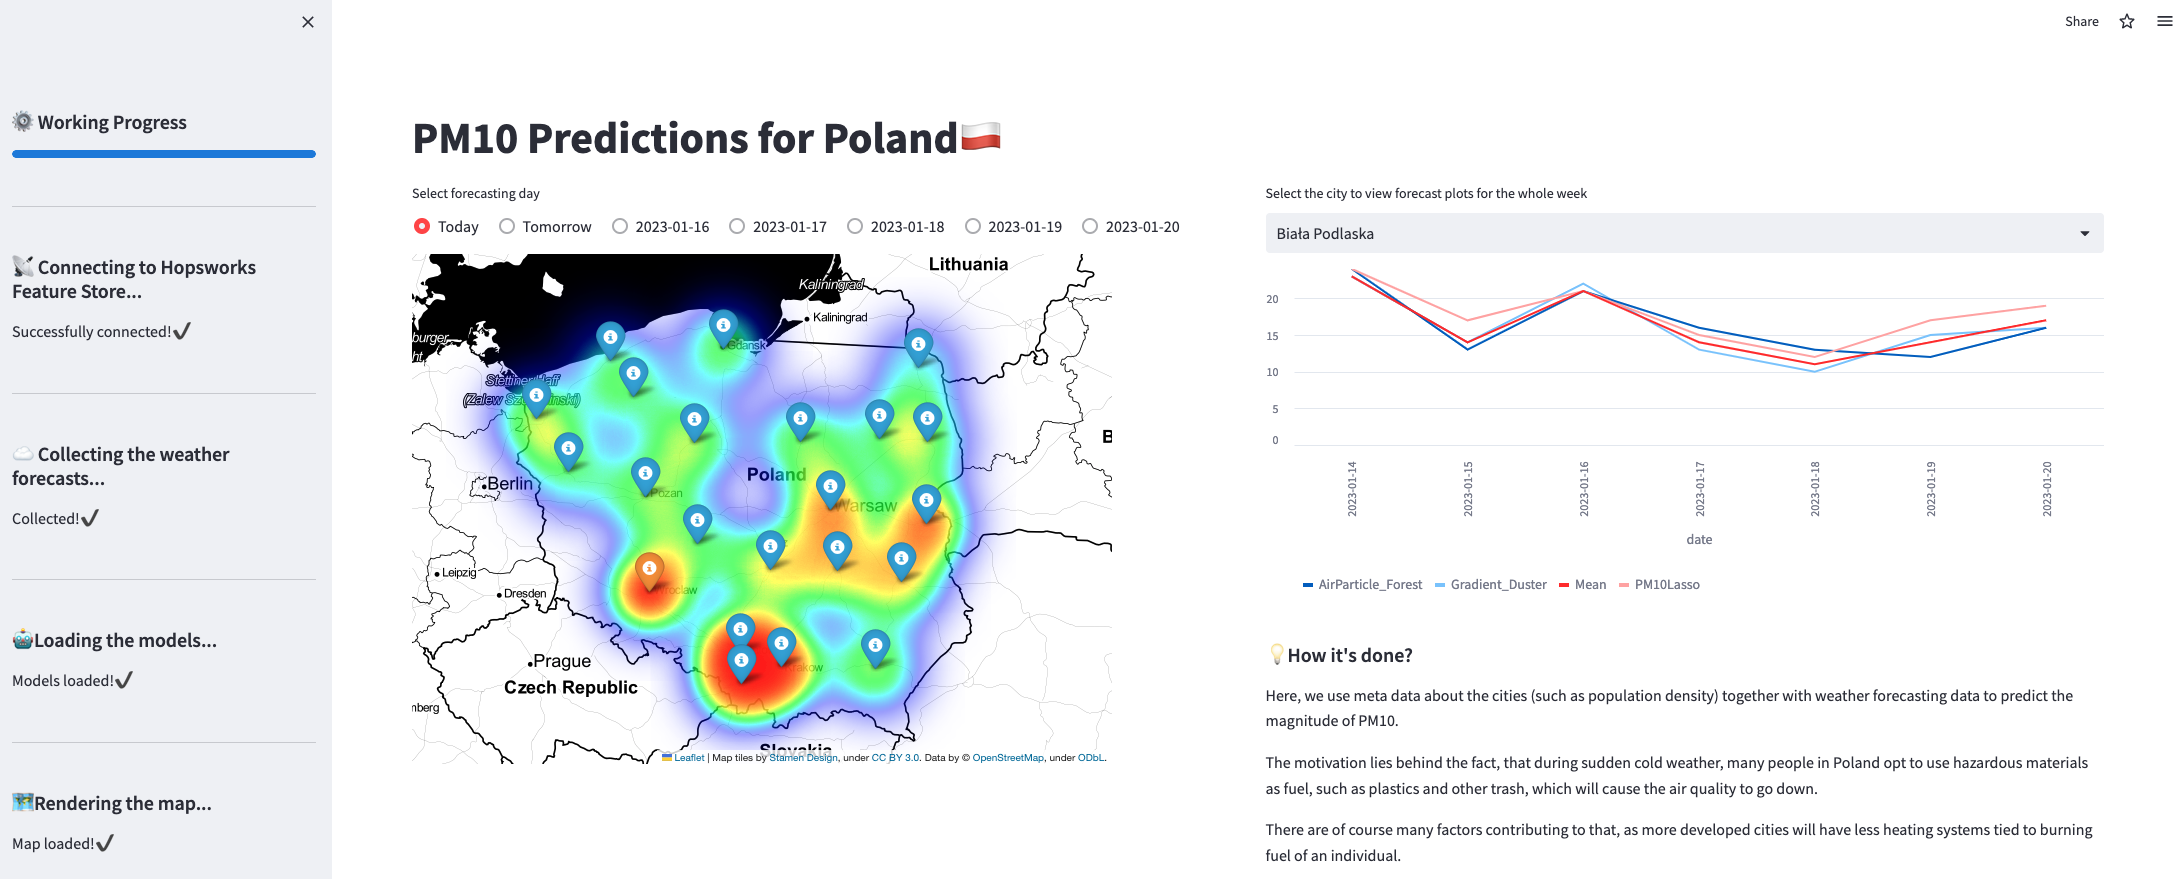 Share
Working Progress
Connecting to Hopsworks
Feature Store...
Successfully connected!
Collecting the weather
forecasts...
Collected!
Loading the models...
Models loaded!
Rendering the map...
Map loaded!
PM10 Predictions for Poland
Select forecasting day
Today Tomorrow 2023-01-16 2023-01-17 2023-01-18 2023-01-19 2023-01-20
Lithuania
Kaliningrad
Kaliningrad
burger
ht
Gdansk
Stettiner Haff
Poland
Berlin
Pozan
Warsaw
Leipzig
Dresden
Prague
Czech Republic
nberg
Slovakia
B
Leaflet | Map tiles by Stamen Design, under CC BY 3.0. Data by © OpenStreetMap, under ODbL.
Select the city to view forecast plots for the whole week
Biała Podlaska
20
15
10
5
0
2023-01-14
2023-01-15
2023-01-16
2023-01-17
2023-01-18
2023-01-19
2023-01-20
date
AirParticle_Forest Gradient_Duster Mean PM10Lasso
How it's done?
Here, we use meta data about the cities (such as population density) together with weather forecasting data to predict the
magnitude of PM10.
The motivation lies behind the fact, that during sudden cold weather, many people in Poland opt to use hazardous materials
as fuel, such as plastics and other trash, which will cause the air quality to go down.
There are of course many factors contributing to that, as more developed cities will have less heating systems tied to burning
fuel of an individual.